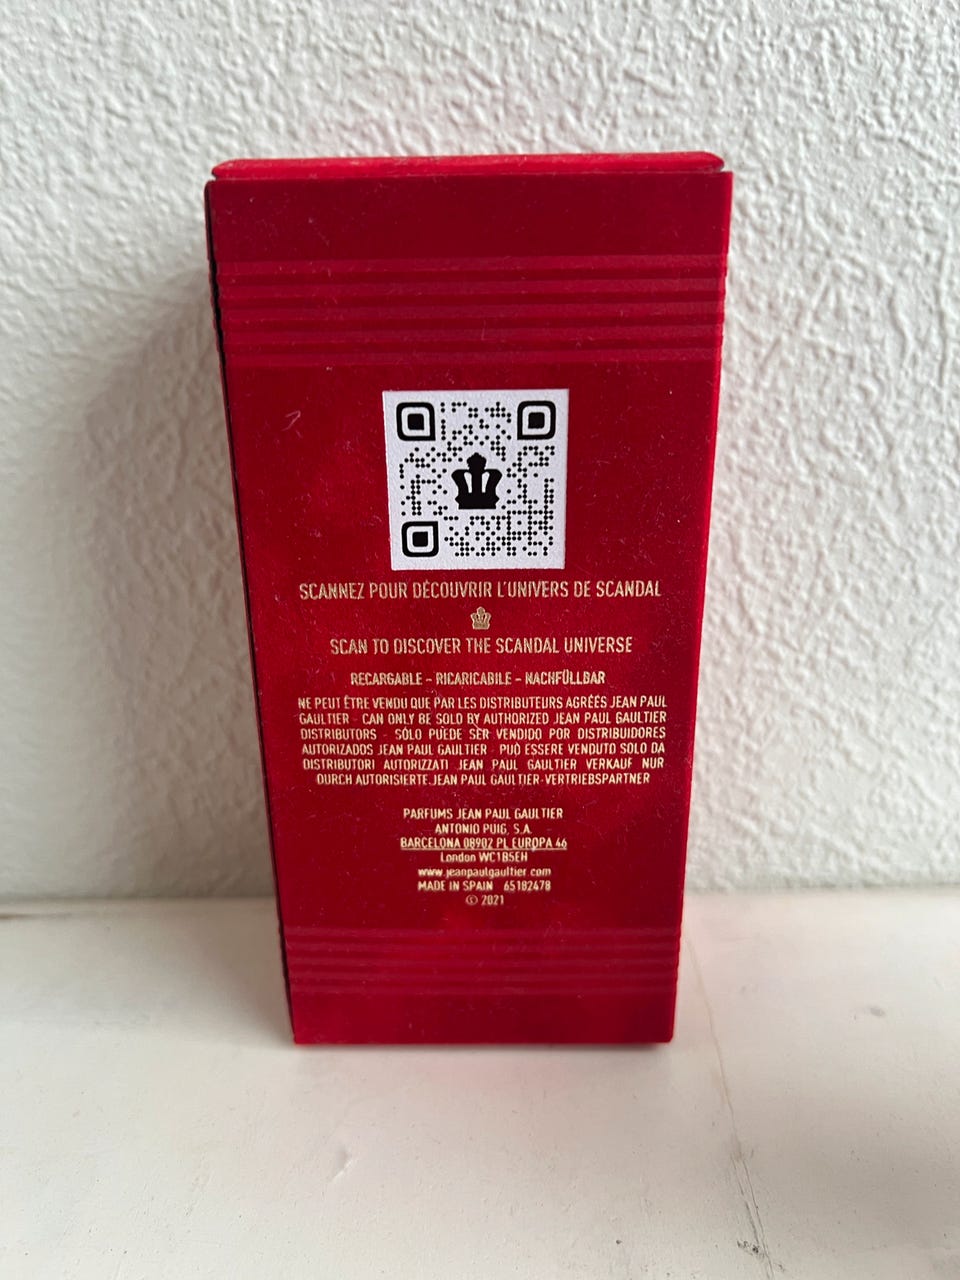 SCANNEZ POUR DÉCOUVRIR L'UNIVERS DE SCANDAL
SCAN TO DISCOVER THE SCANDAL UNIVERSE
RECARGABLE - RICARICABILE - NACHFÜLLBAR
NE PEUT ÊTRE VENDU QUE PAR LES DISTRIBUTEURS AGRÉÉS JEAN PAUL
GAULTIER - CAN ONLY BE SOLD BY AUTHORIZED JEAN PAUL GAULTIER
DISTRIBUTORS - SÓLO PUEDE SER VENDIDO POR DISTRIBUIDORES
AUTORIZADOS JEAN PAUL GAULTIER - PUÒ ESSERE VENDUTO SOLO DA
DISTRIBUTORI AUTORIZZATI JEAN PAUL GAULTIER VERKAUF NUR
DURCH AUTORISIERTE JEAN PAUL GAULTIER-VERTRIEBSPARTNER
PARFUMS JEAN PAUL GAULTIER
ANTONIO PUIG, S.A.
BARCELONA 08902 PL EUROPA 46
London WC1B5EH
www.jeanpaulgaultier.com
MADE IN SPAIN 65182478
© 2021